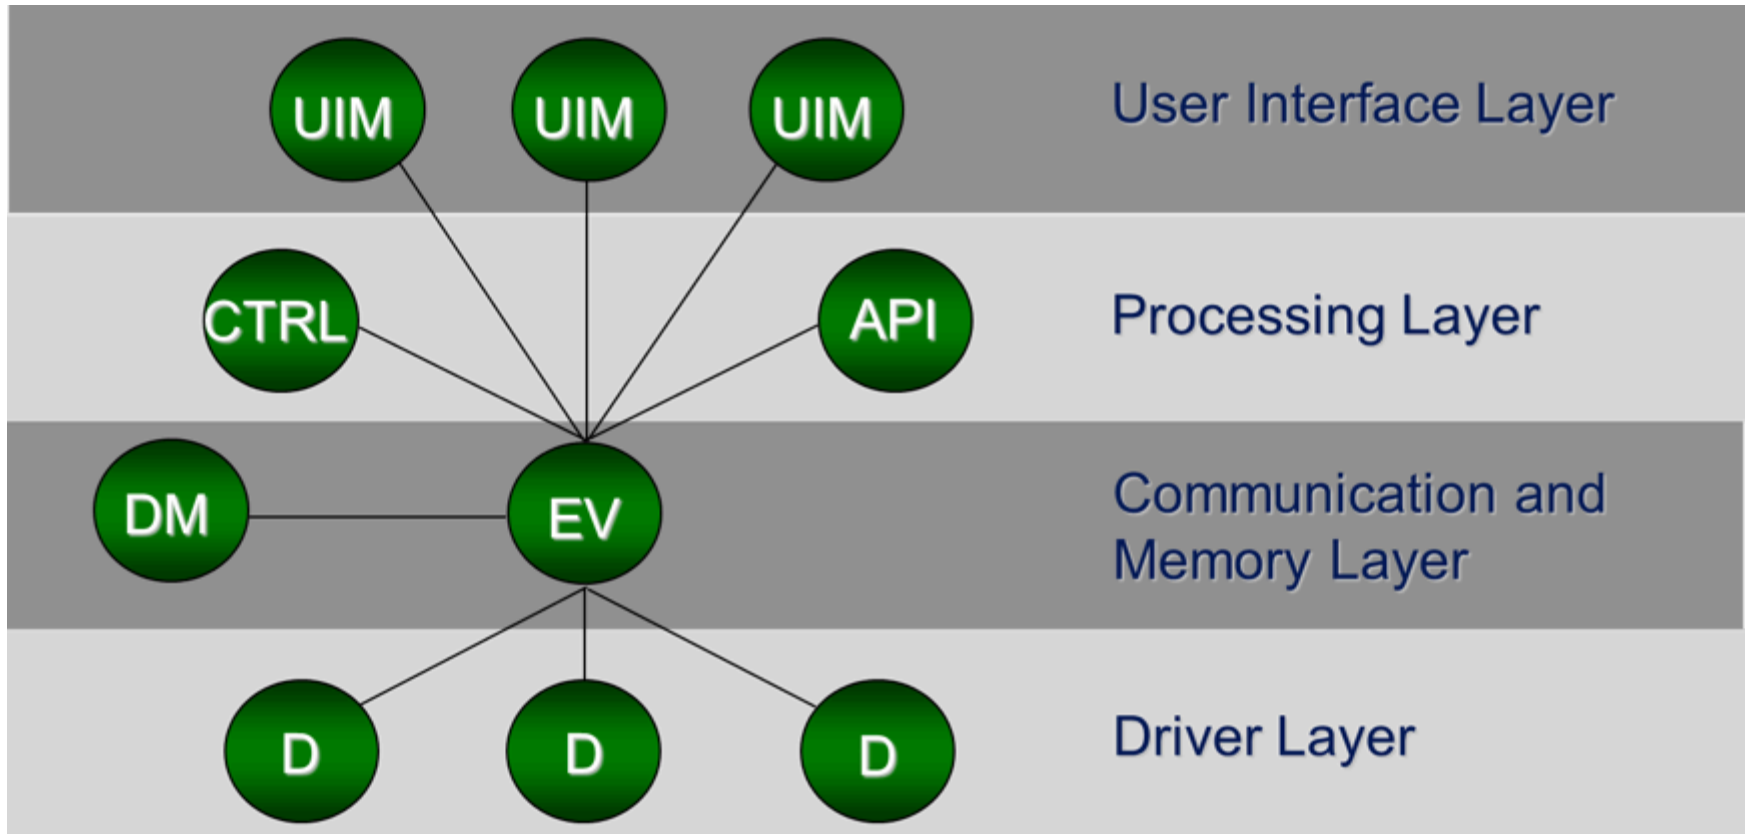 UIM UIM UIM User Interface Layer
CTRL API Processing Layer
DM EV Communication and
Memory Layer
D D D Driver Layer